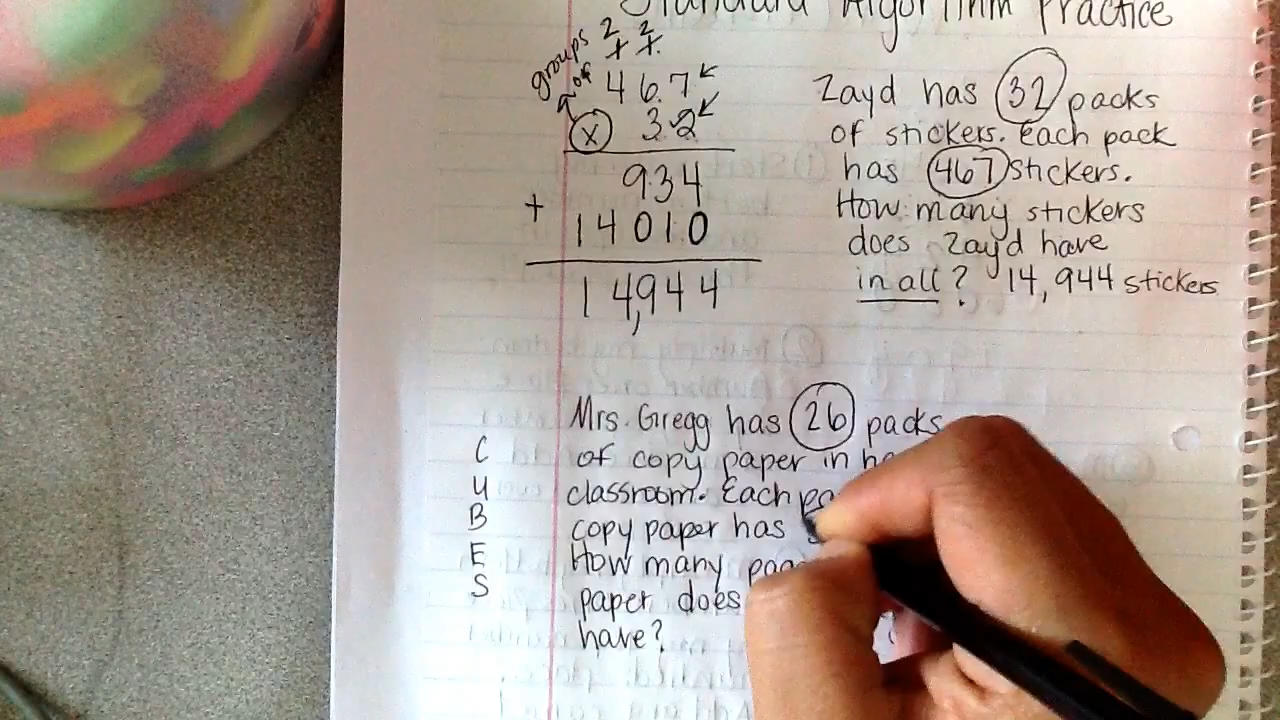 Standard Algorithm Practice
groups of
2 2
1 1
467
x 32
934
+ 14010
14,944
Zayd has 32 packs
of stickers. Each pack
has 467 stickers.
How many stickers
does Zayd have
in all? 14,944 stickers
C
U
B
E
S
Mrs. Gregg has 26 packs
of copy paper in
classroom. Each
copy paper has
How many
paper does
have?